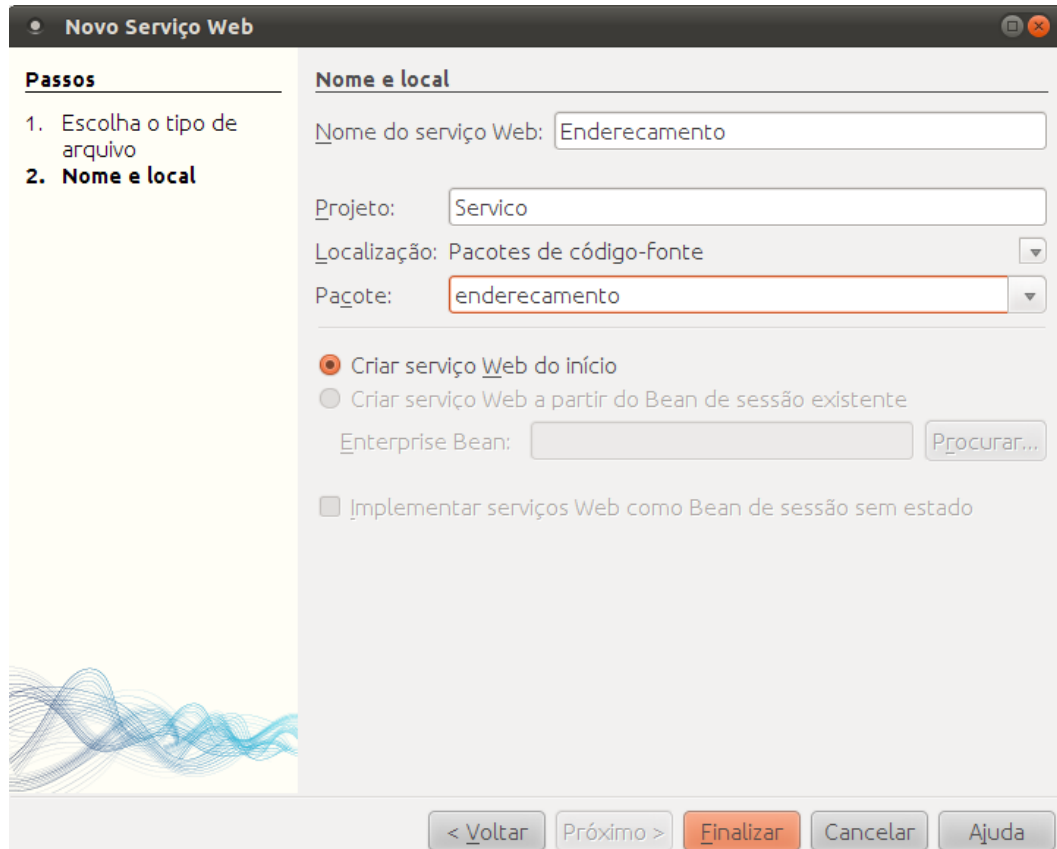 Novo Serviço Web
Passos
1. Escolha o tipo de
arquivo
2. Nome e local
Nome e local
Nome do serviço Web: Enderecamento
Projeto: Servico
Localização: Pacotes de código-fonte
Pacote: enderecamento
Criar serviço Web do início
Criar serviço Web a partir do Bean de sessão existente
Enterprise Bean: Procurar...
Implementar serviços Web como Bean de sessão sem estado
< Voltar Próximo > Finalizar Cancelar Ajuda